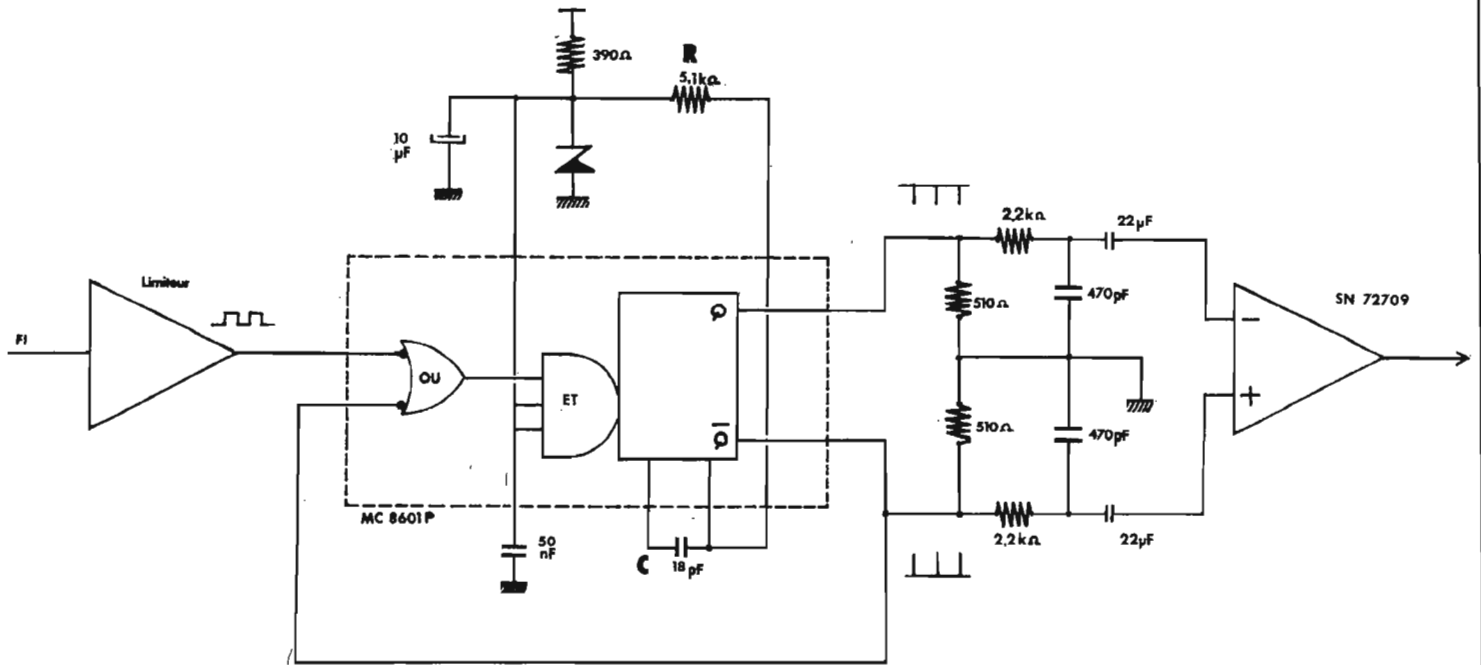 390Ω
R
5,1kΩ
10
µF
2,2kΩ
22µF
Limiteur
510Ω
470pF
SN 72709
FI
Q
OU
ET
−
+
510Ω
470pF
Q̅
MC 8601P
50
nF
C
18pF
2,2kΩ
22µF